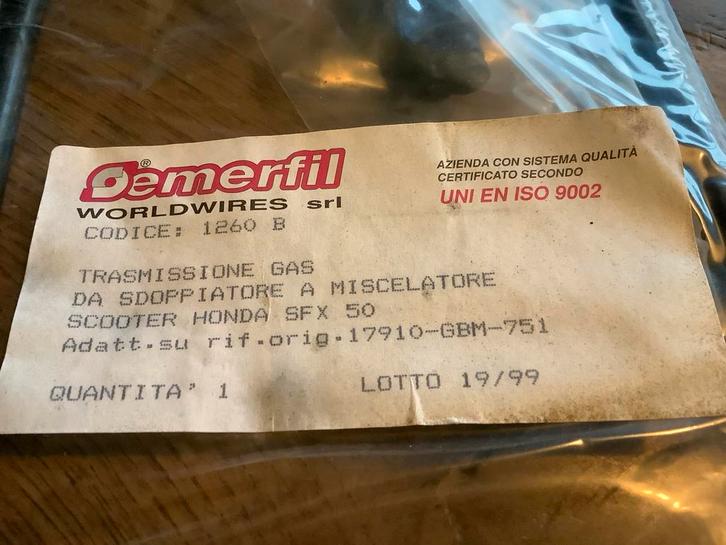 Semerfil®
WORLDWIRES srl
AZIENDA CON SISTEMA QUALITÀ
CERTIFICATO SECONDO
UNI EN ISO 9002
CODICE: 1260 B
TRASMISSIONE GAS
DA SDOPPIATORE A MISCELATORE
SCOOTER HONDA SFX 50
Adatt.su rif.orig.17910-GBM-751
QUANTITA' 1
LOTTO 19/99